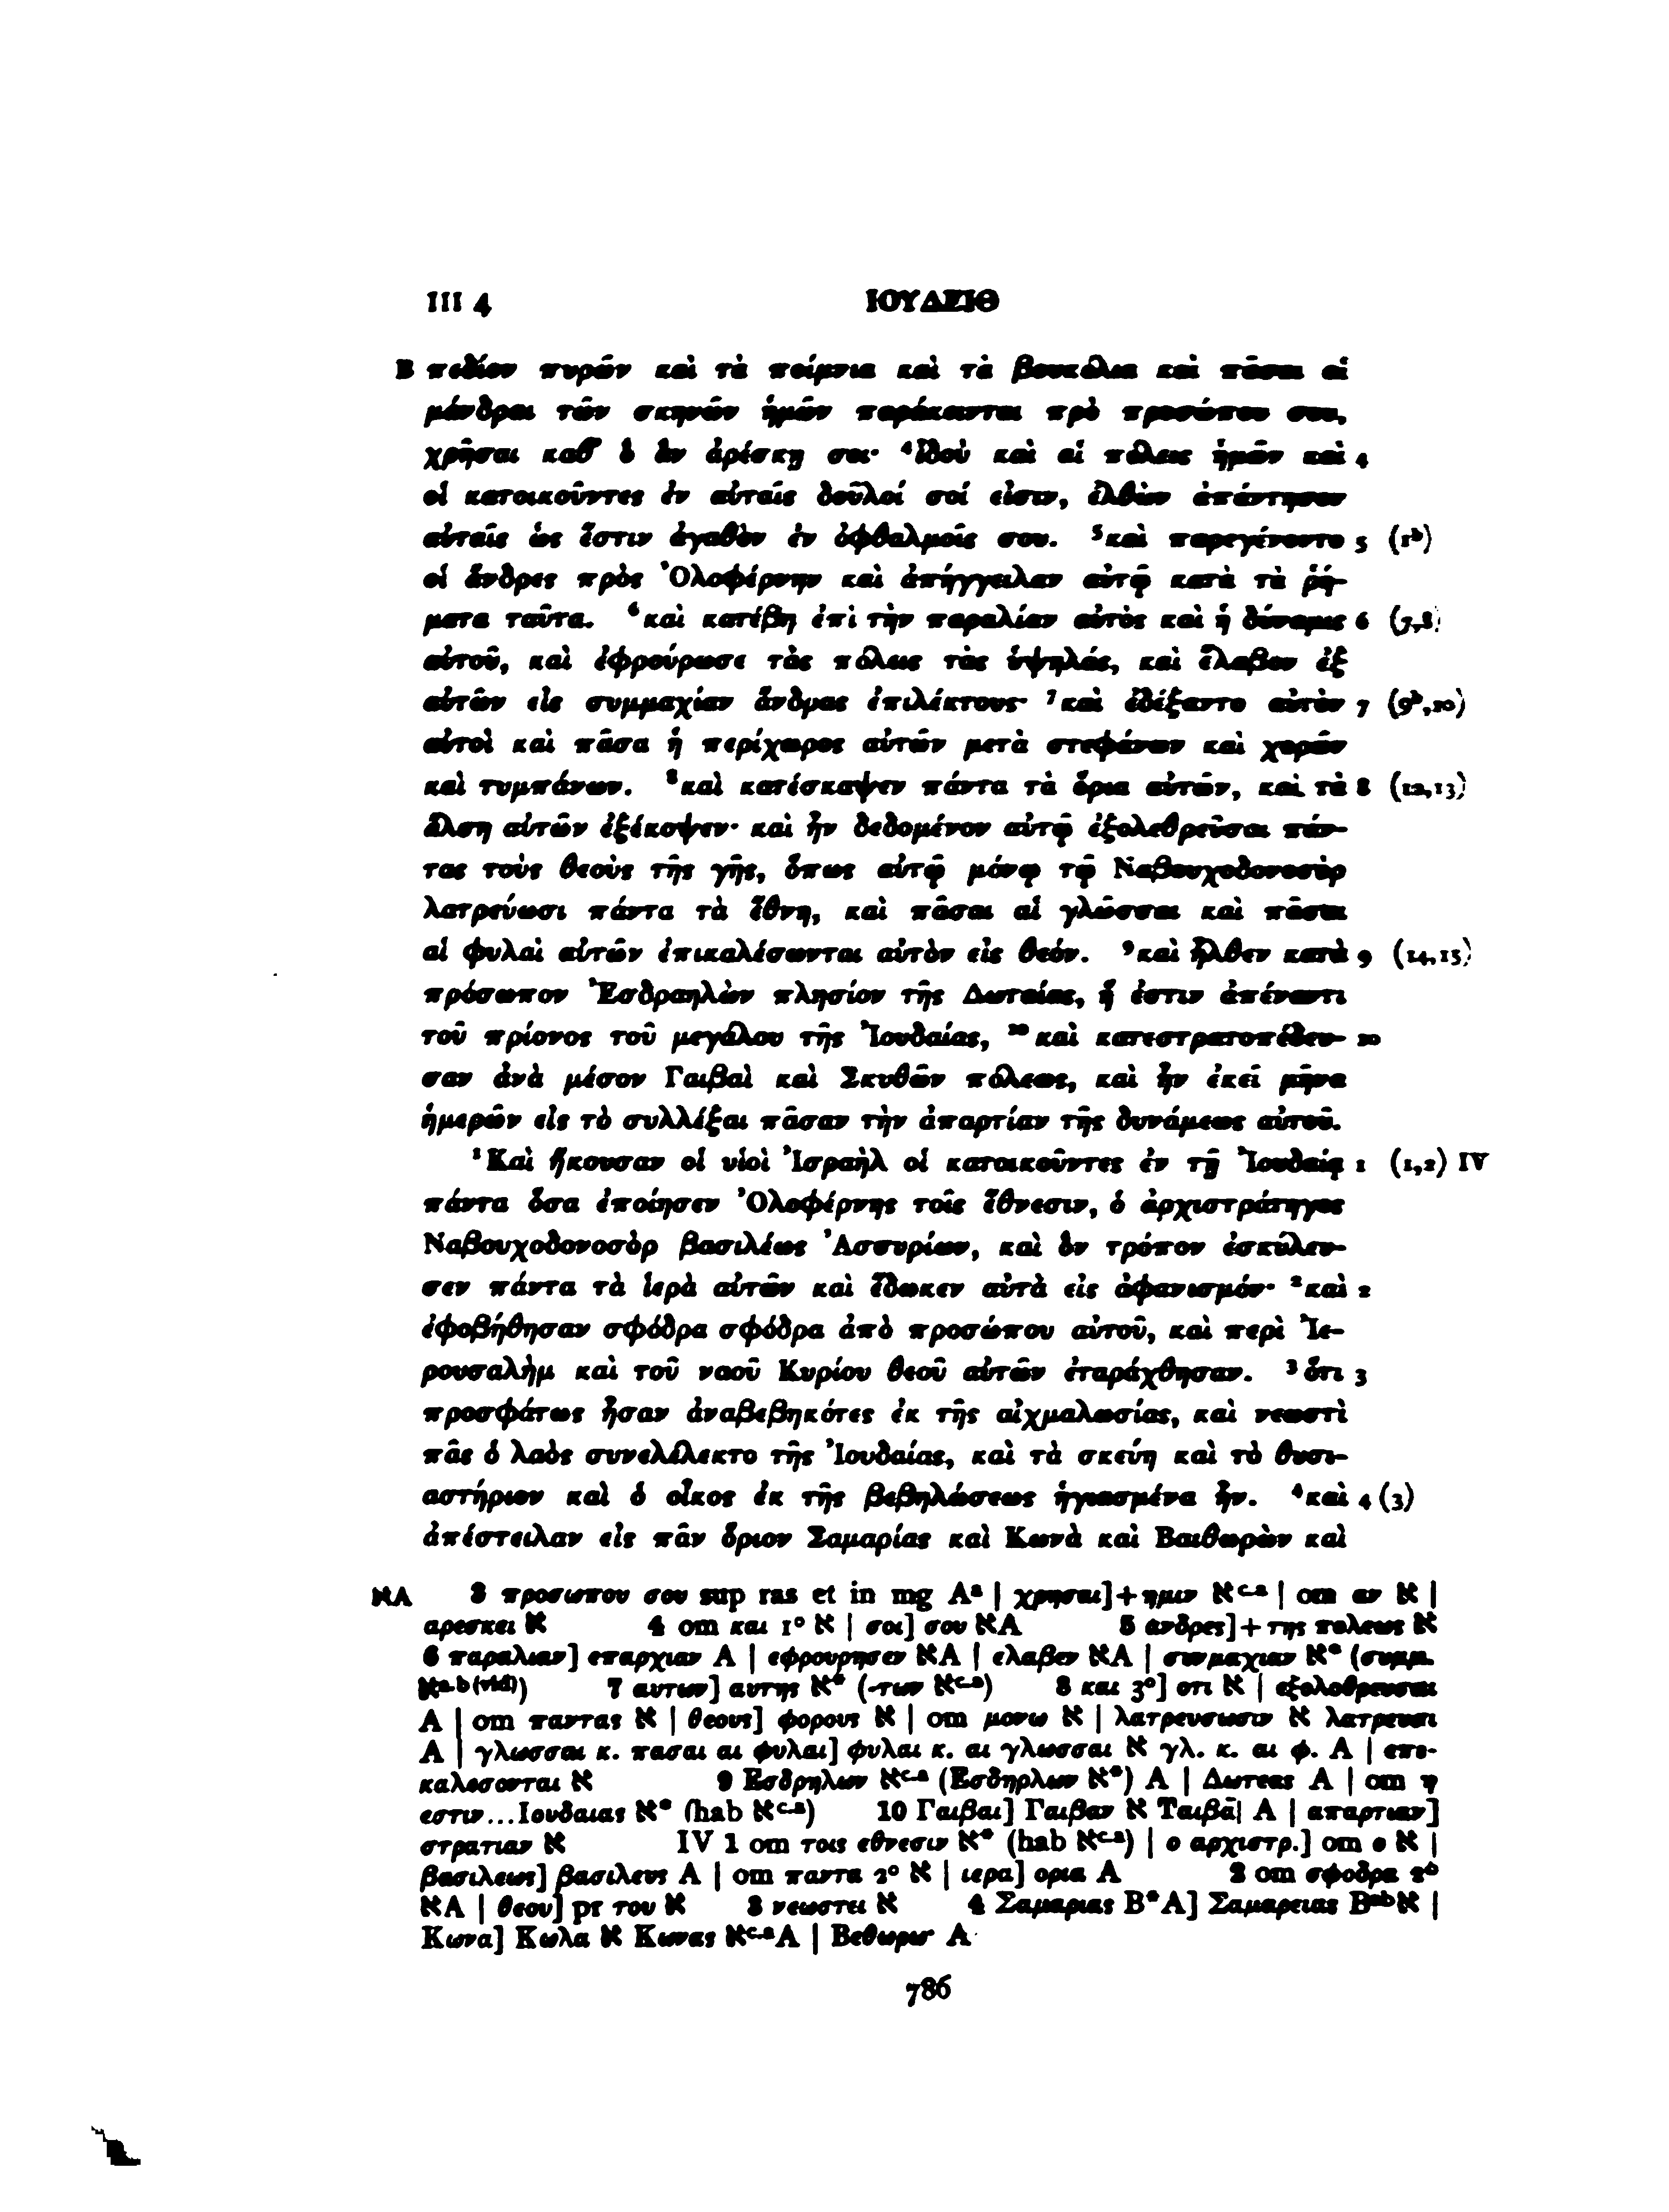 III 4 ΙΟΥΔΕΙΘ
B πεδίον πυρῶν καὶ τὰ ποίμνια καὶ τὰ βουκόλια καὶ πᾶσαι αἱ
μάνδραι τῶν σκηνῶν ἡμῶν παράκεινται πρὸ προσώπου σου,
χρῆσαι καθ᾽ ὃ ἂν ἀρέσκῃ σοι· ⁴ἰδοὺ καὶ αἱ πόλεις ἡμῶν καὶ 4
οἱ κατοικοῦντες ἐν αὐταῖς δοῦλοί σοί εἰσιν, ἐλθὼν ἀπάντησον
αὐταῖς ὡς ἔστιν ἀγαθὸν ἐν ὀφθαλμοῖς σου. ⁵καὶ παρεγένοντο 5 (1ᵇ)
οἱ ἄνδρες πρὸς Ὀλοφέρνην καὶ ἀπήγγειλαν αὐτῷ κατὰ τὰ ῥή-
ματα ταῦτα. ⁶καὶ κατέβη ἐπὶ τὴν παραλίαν αὐτὸς καὶ ἡ δύναμις 6 (7,8)
αὐτοῦ, καὶ ἐφρούρωσε τὰς πόλεις τὰς ὑψηλάς, καὶ ἔλαβον ἐξ
αὐτῶν εἰς συμμαχίαν ἄνδρας ἐπιλέκτους· ⁷καὶ ἐδέξαντο αὐτὸν 7 (9ᵇ,10)
αὐτοὶ καὶ πᾶσα ἡ περίχωρος αὐτῶν μετὰ στεφάνων καὶ χορῶν
καὶ τυμπάνων. ⁸καὶ κατέσκαψεν πάντα τὰ ὅρια αὐτῶν, καὶ τὰ 8 (12,13)
ἄλση αὐτῶν ἐξέκοψεν· καὶ ἦν δεδομένον αὐτῷ ἐξολεθρεῦσαι πάν-
τας τοὺς θεοὺς τῆς γῆς, ὅπως αὐτῷ μόνῳ τῷ Ναβουχοδονοσὸρ
λατρεύωσι πάντα τὰ ἔθνη, καὶ πᾶσαι αἱ γλῶσσαι καὶ πᾶσαι
αἱ φυλαὶ αὐτῶν ἐπικαλέσωνται αὐτὸν εἰς θεόν. ⁹καὶ ἦλθεν κατὰ 9 (14,15)
πρόσωπον Ἐσδραηλὼν πλησίον τῆς Δωταίας, ἥ ἐστιν ἀπέναντι
τοῦ πρίονος τοῦ μεγάλου τῆς Ἰουδαίας, ¹⁰καὶ κατεστρατοπέδευ- 10
σαν ἀνὰ μέσον Γαιβαὶ καὶ Σκυθῶν πόλεως, καὶ ἦν ἐκεῖ μῆνα
ἡμερῶν εἰς τὸ συλλέξαι πᾶσαν τὴν ἀπαρτίαν τῆς δυνάμεως αὐτοῦ.
¹Καὶ ἤκουσαν οἱ υἱοὶ Ἰσραὴλ οἱ κατοικοῦντες ἐν τῇ Ἰουδαίᾳ 1 (1,2) IV
πάντα ὅσα ἐποίησεν Ὀλοφέρνης τοῖς ἔθνεσιν, ὁ ἀρχιστράτηγος
Ναβουχοδονοσὸρ βασιλέως Ἀσσυρίων, καὶ ὃν τρόπον ἐσκύλευ-
σεν πάντα τὰ ἱερὰ αὐτῶν καὶ ἔδωκεν αὐτὰ εἰς ἀφανισμόν· ²καὶ 2
ἐφοβήθησαν σφόδρα σφόδρα ἀπὸ προσώπου αὐτοῦ, καὶ περὶ Ἰε-
ρουσαλὴμ καὶ τοῦ ναοῦ Κυρίου θεοῦ αὐτῶν ἐταράχθησαν. ³ὅτι 3
προσφάτως ἦσαν ἀναβεβηκότες ἐκ τῆς αἰχμαλωσίας, καὶ νεωστὶ
πᾶς ὁ λαὸς συνελέλεκτο τῆς Ἰουδαίας, καὶ τὰ σκεύη καὶ τὸ θυσι-
αστήριον καὶ ὁ οἶκος ἐκ τῆς βεβηλώσεως ἡγιασμένα ἦν. ⁴καὶ 4 (3)
ἀπέστειλαν εἰς πᾶν ὅριον Σαμαρίας καὶ Κωνὰ καὶ Βαιθωρὼν καὶ
אA 3 προσωπου σου sup ras et in mg Aᵃ | χρησαι]+ημιν אᶜ·ᵃ | om αν א |
αρεσκει א 4 om και 1° א | σοι] σου אA 5 ανδρες]+της πολεως א
6 παραλιαν] επαρχιαν A | εφρουρησεν אA | ελαβεν אA | συνμαχιαν א* (συμμ.
אᵃ·ᵇ⁽ᵛⁱᵈ⁾) 7 αυτων] αυτης א* (-των אᶜ·ᵃ) 8 και 3°] οτι א | εξολοθρευσαι
A | om παντας א | θεους] φορους א | om μονω א | λατρευσωσιν א λατρευσι
A | γλωσσαι κ. πασαι αι φυλαι] φυλαι κ. αι γλωσσαι א γλ. κ. αι φ. A | επι-
καλεσονται א 9 Εσδρηλων אᶜ·ᵃ (Εσδηρλων א*) A | Δωτεας A | om η
εστιν...Ιουδαιας א* (hab אᶜ·ᵃ) 10 Γαιβαι] Γαιβαν א Ταιβα̅| A | απαρτιαν]
στρατιαν א IV 1 om τοις εθνεσιν א* (hab אᶜ·ᵃ) | ο αρχιστρ.] om ο א |
βασιλεως] βασιλευς A | om παντα 2° א | ιερα] ορια A 2 om σφοδρα 2°
אA | θεου] pr του א 3 νεωστει א 4 Σαμαριας B*A] Σαμαρειας Bᵃᵇא |
Κωνα] Κωλα א Κωνας אᶜ·ᵃA | Βεθωρω̅ A
786